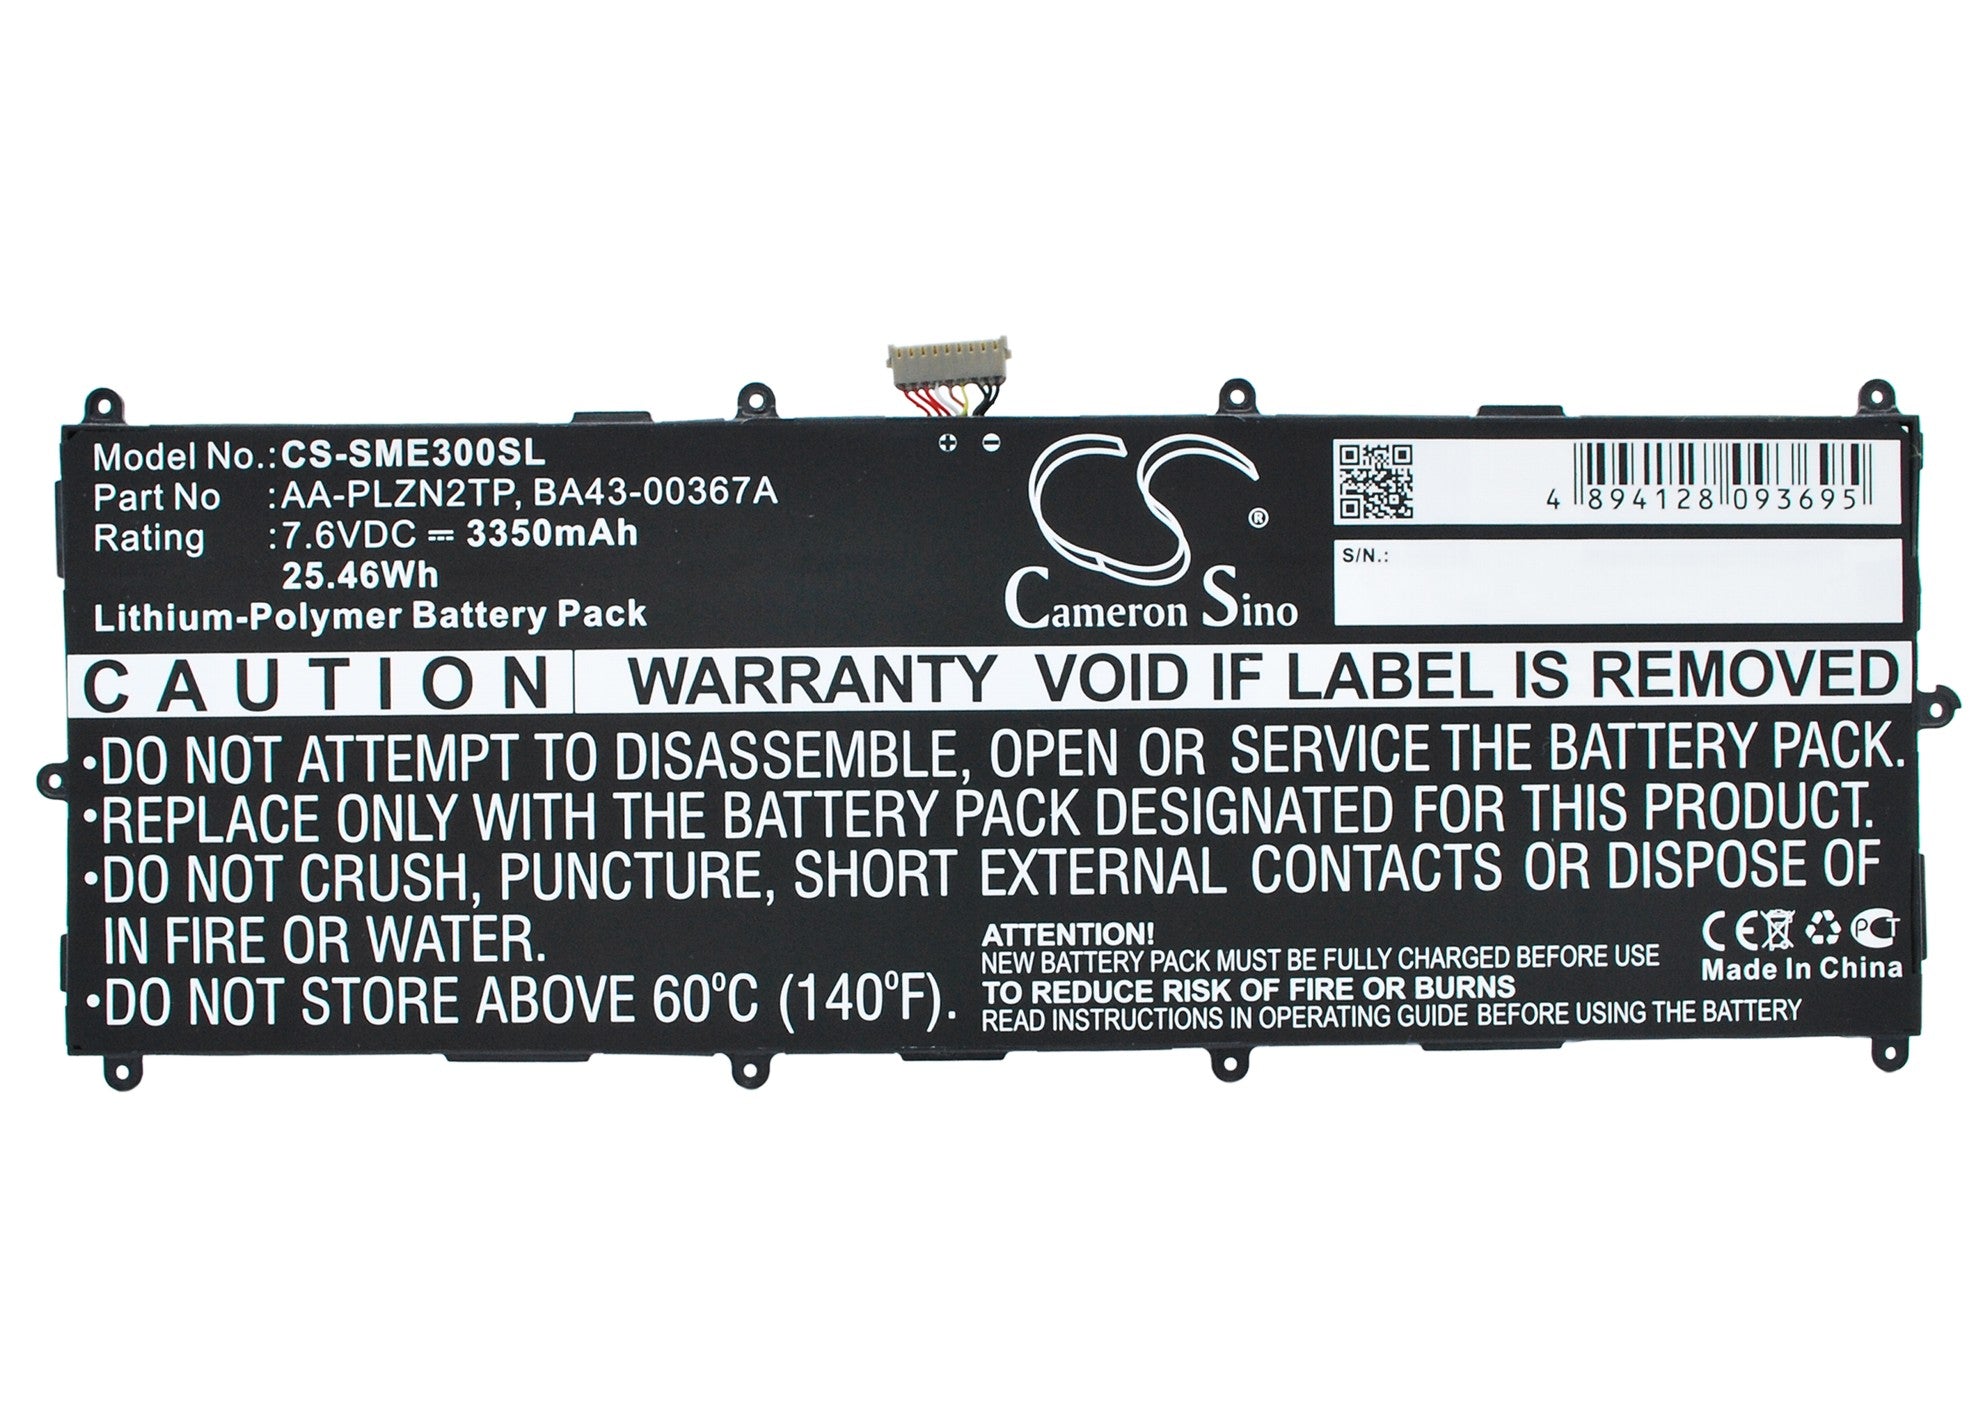 Model No.:CS-SME300SL
Part No :AA-PLZN2TP, BA43-00367A
Rating :7.6VDC ⎓ 3350mAh
25.46Wh
Lithium-Polymer Battery Pack
+ −
CS ®
Cameron Sino
4 894128 093695
S/N.:
CAUTION WARRANTY VOID IF LABEL IS REMOVED
•DO NOT ATTEMPT TO DISASSEMBLE, OPEN OR SERVICE THE BATTERY PACK.
•REPLACE ONLY WITH THE BATTERY PACK DESIGNATED FOR THIS PRODUCT.
•DO NOT CRUSH, PUNCTURE, SHORT EXTERNAL CONTACTS OR DISPOSE OF
IN FIRE OR WATER.
•DO NOT STORE ABOVE 60°C (140°F).
ATTENTION!
NEW BATTERY PACK MUST BE FULLY CHARGED BEFORE USE
TO REDUCE RISK OF FIRE OR BURNS
READ INSTRUCTIONS IN OPERATING GUIDE BEFORE USING THE BATTERY
CE PCT
Made In China